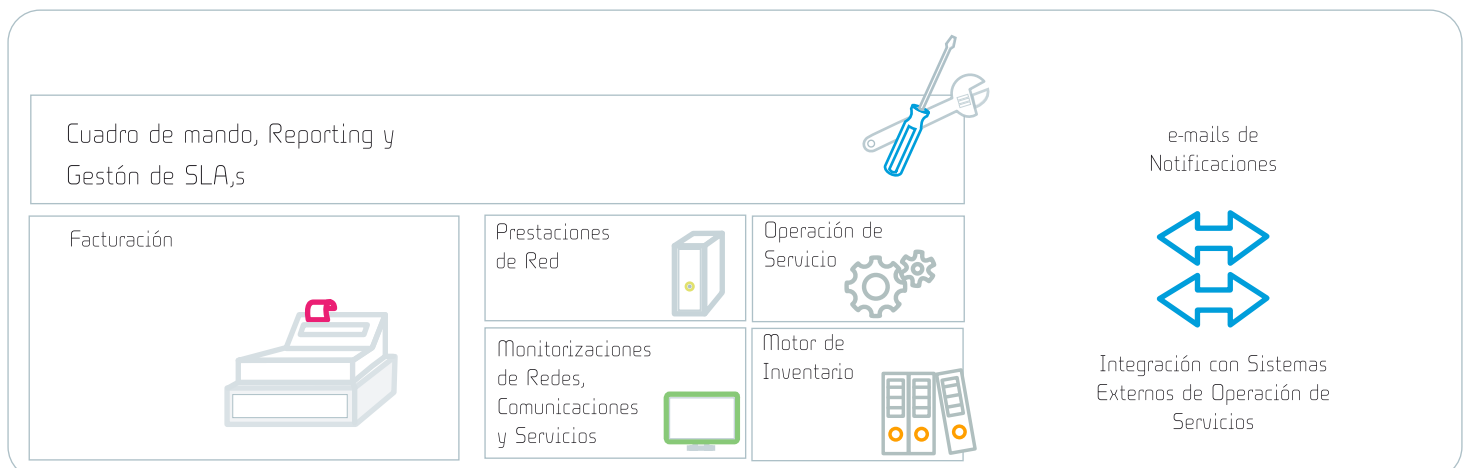 Cuadro de mando, Reporting y
Gestón de SLA,s
Facturación
Prestaciones
de Red
Operación de
Servicio
Monitorizaciones
de Redes,
Comunicaciones
y Servicios
Motor de
Inventario
e-mails de
Notificaciones
Integración con Sistemas
Externos de Operación de
Servicios